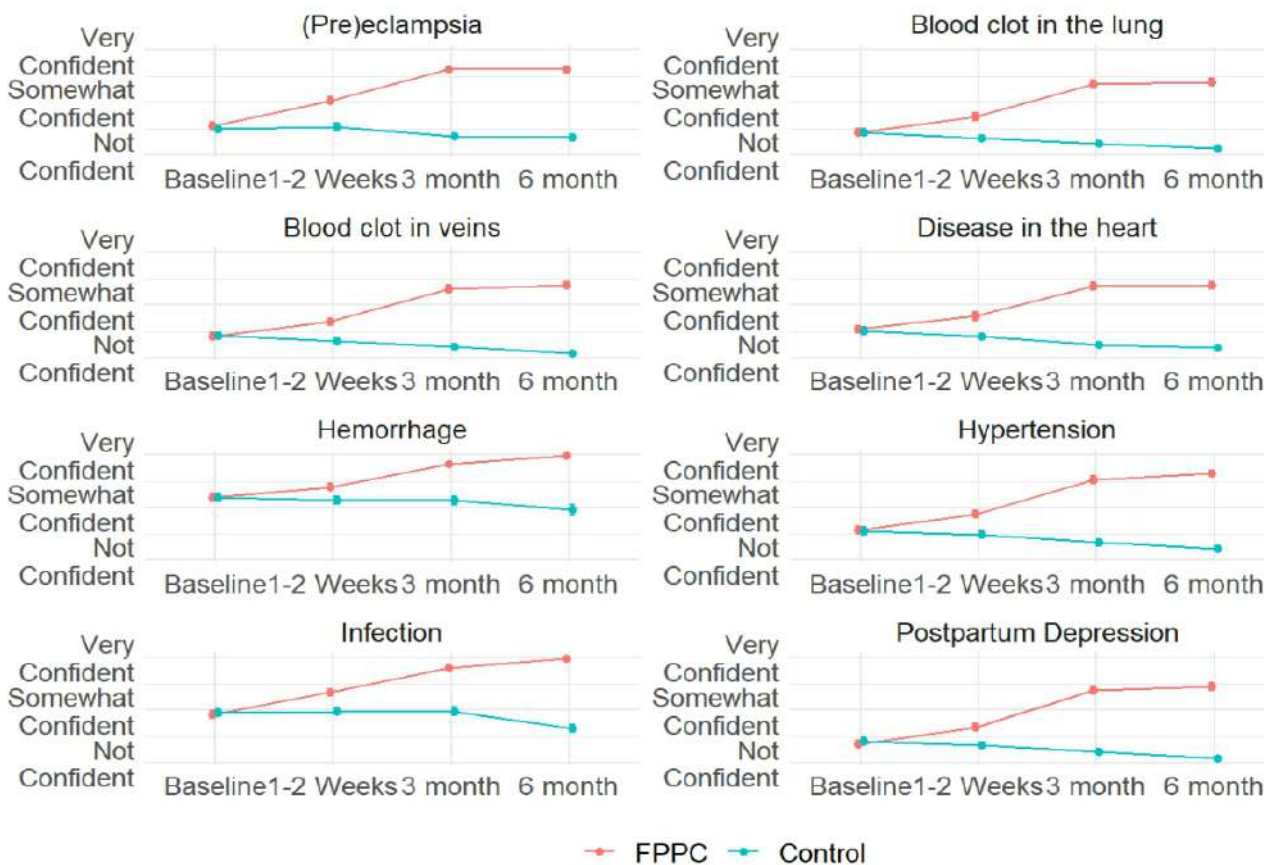 (Pre)eclampsia
Very
Confident
Somewhat
Confident
Not
Confident
Baseline 1-2 Weeks 3 month 6 month
Blood clot in the lung
Very
Confident
Somewhat
Confident
Not
Confident
Baseline 1-2 Weeks 3 month 6 month
Blood clot in veins
Very
Confident
Somewhat
Confident
Not
Confident
Baseline 1-2 Weeks 3 month 6 month
Disease in the heart
Very
Confident
Somewhat
Confident
Not
Confident
Baseline 1-2 Weeks 3 month 6 month
Hemorrhage
Very
Confident
Somewhat
Confident
Not
Confident
Baseline 1-2 Weeks 3 month 6 month
Hypertension
Very
Confident
Somewhat
Confident
Not
Confident
Baseline 1-2 Weeks 3 month 6 month
Infection
Very
Confident
Somewhat
Confident
Not
Confident
Baseline 1-2 Weeks 3 month 6 month
Postpartum Depression
Very
Confident
Somewhat
Confident
Not
Confident
Baseline 1-2 Weeks 3 month 6 month
FPPC Control